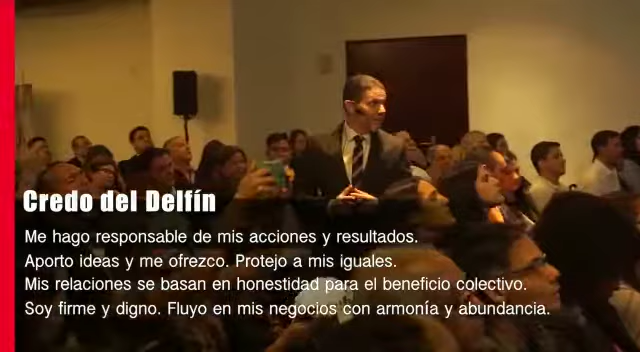 Credo del Delfín
Me hago responsable de mis acciones y resultados.
Aporto ideas y me ofrezco. Protejo a mis iguales.
Mis relaciones se basan en honestidad para el beneficio colectivo.
Soy firme y digno. Fluyo en mis negocios con armonía y abundancia.